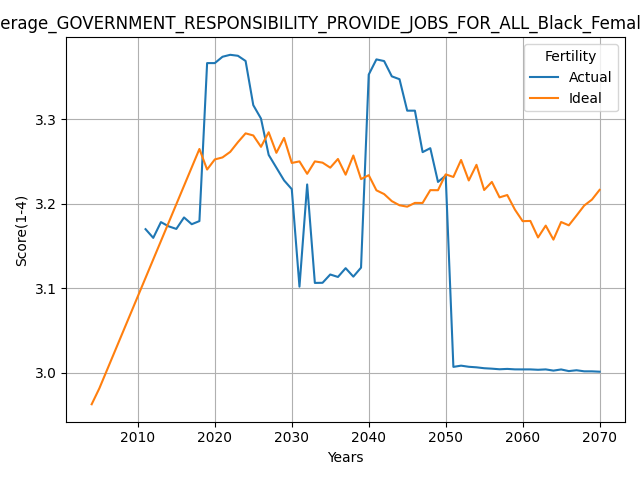 erage_GOVERNMENT_RESPONSIBILITY_PROVIDE_JOBS_FOR_ALL_Black_Femal
Fertility
Actual
Ideal
Score(1-4)
3.3
3.2
3.1
3.0
2010 2020 2030 2040 2050 2060 2070
Years